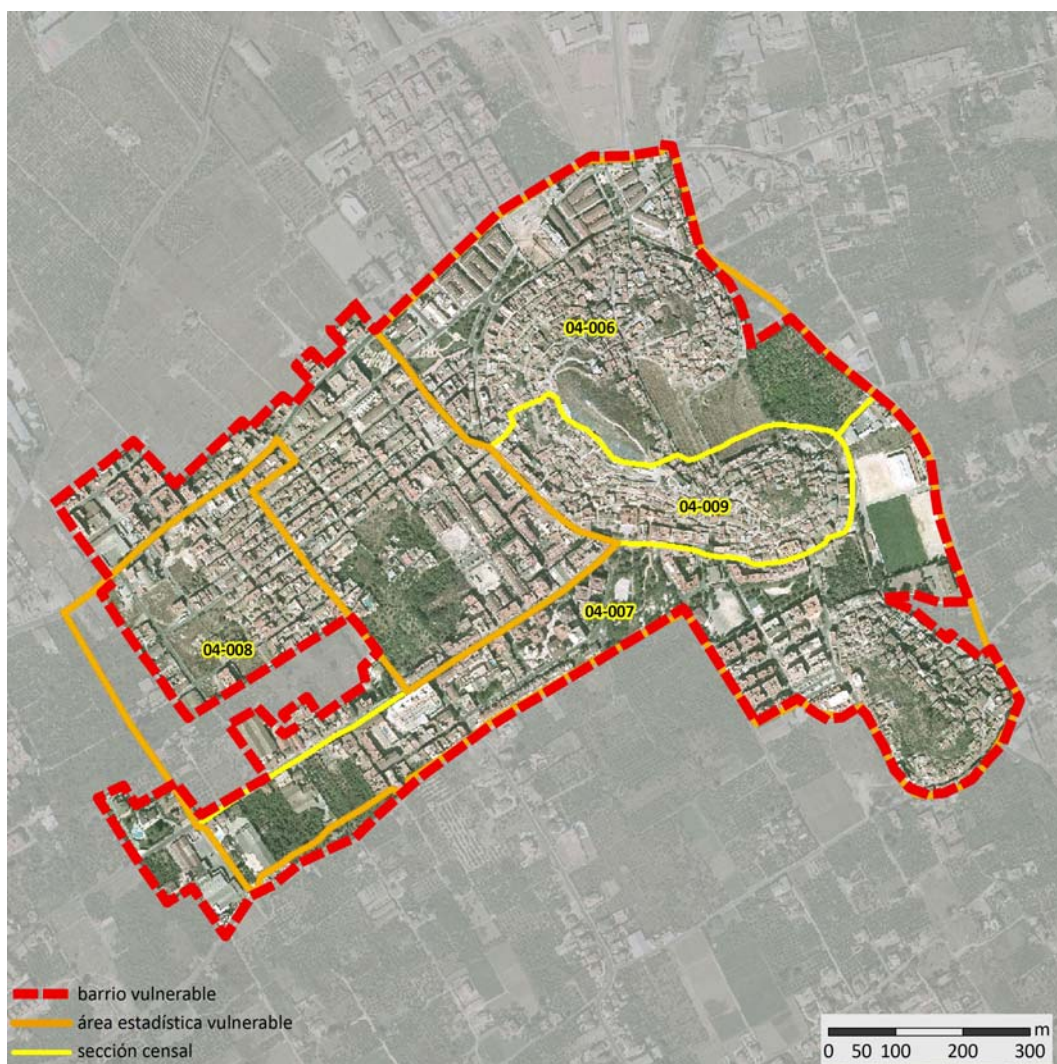 04-006
04-009
04-007
04-008
barrio vulnerable
área estadística vulnerable
sección censal
m
0 50 100 200 300